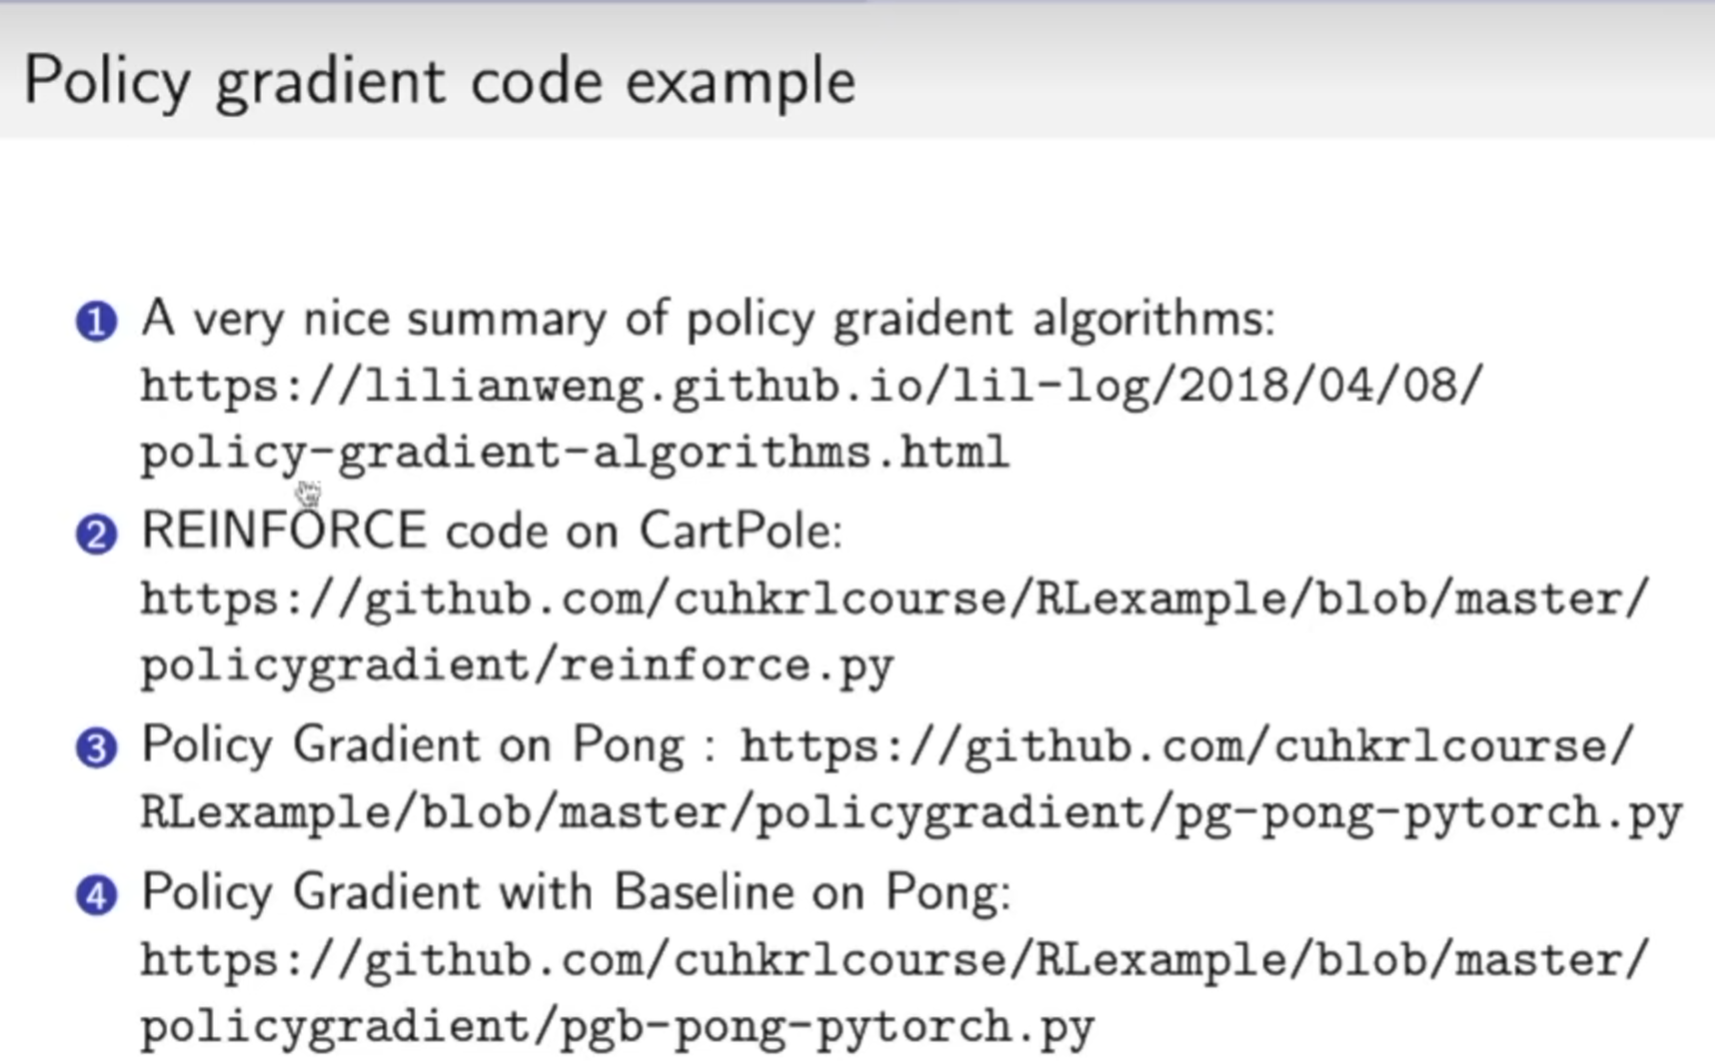 Policy gradient code example
1 A very nice summary of policy graident algorithms:
https://lilianweng.github.io/lil-log/2018/04/08/
policy-gradient-algorithms.html
2 REINFORCE code on CartPole:
https://github.com/cuhkrlcourse/RLexample/blob/master/
policygradient/reinforce.py
3 Policy Gradient on Pong : https://github.com/cuhkrlcourse/
RLexample/blob/master/policygradient/pg-pong-pytorch.py
4 Policy Gradient with Baseline on Pong:
https://github.com/cuhkrlcourse/RLexample/blob/master/
policygradient/pgb-pong-pytorch.py